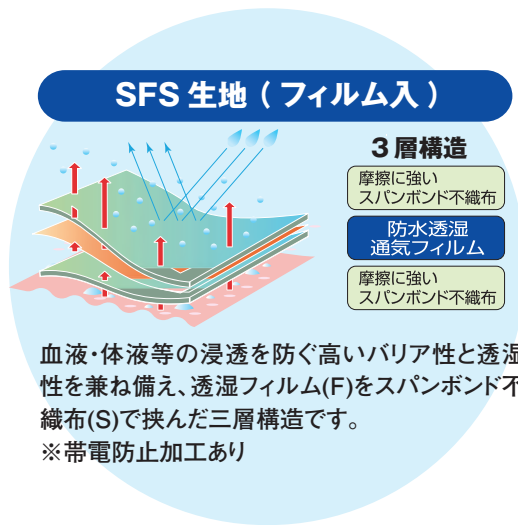 SFS 生地 ( フィルム入 )
3 層構造
摩擦に強い
スパンボンド不織布
防水透湿
通気フィルム
摩擦に強い
スパンボンド不織布
血液・体液等の浸透を防ぐ高いバリア性と透湿
性を兼ね備え、透湿フィルム(F)をスパンボンド不
織布(S)で挟んだ三層構造です。
※帯電防止加工あり